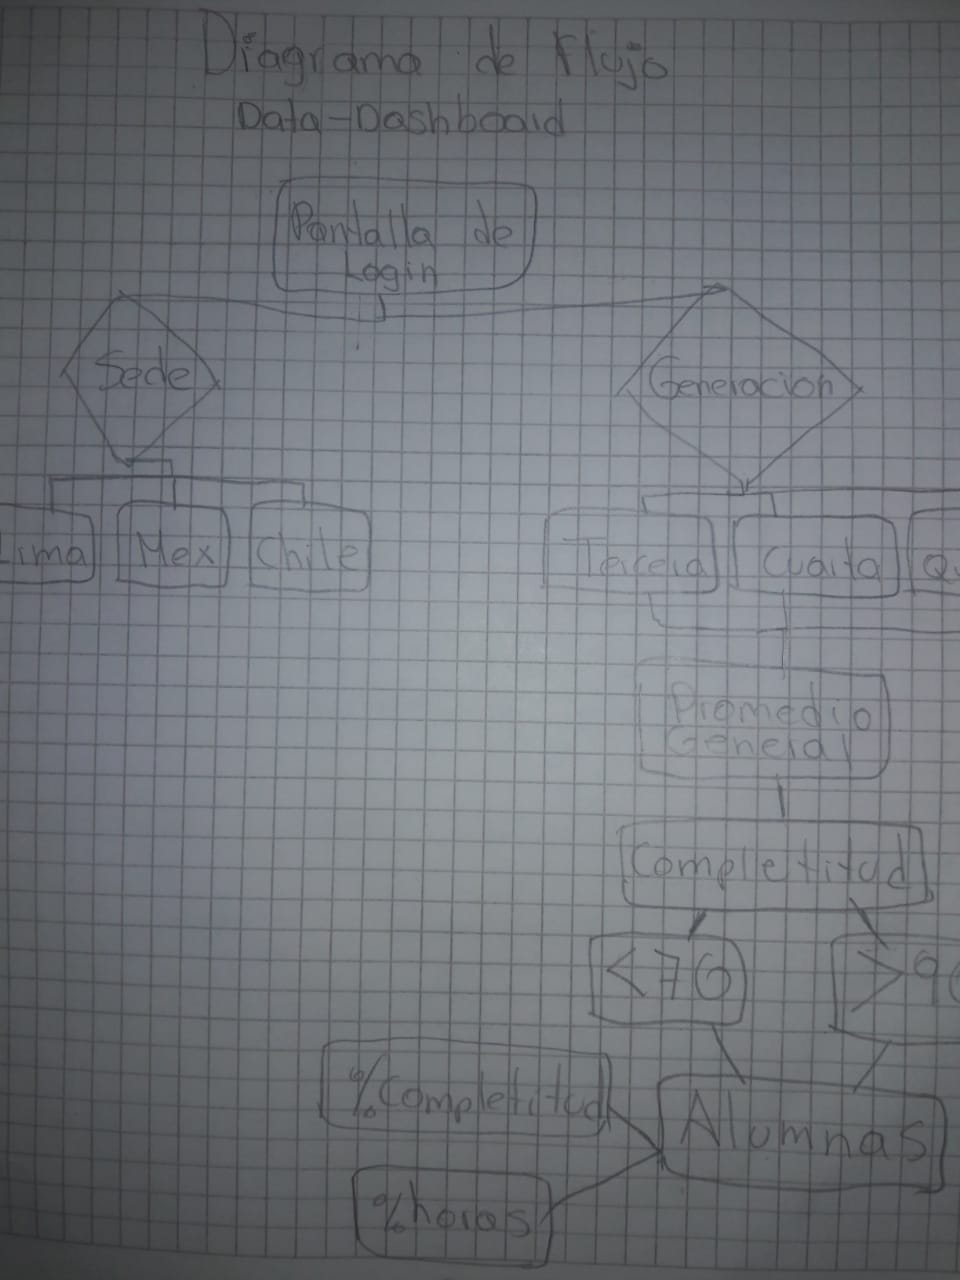 Diagrama de Flujo
Data-Dashboard
Pantalla de
Login
Sede
Generacion
Lima
Mex
Chile
Tercera
Cuarta
Promedio
General
Completitud
<70
>90
%Completitud
Alumnas
%horas